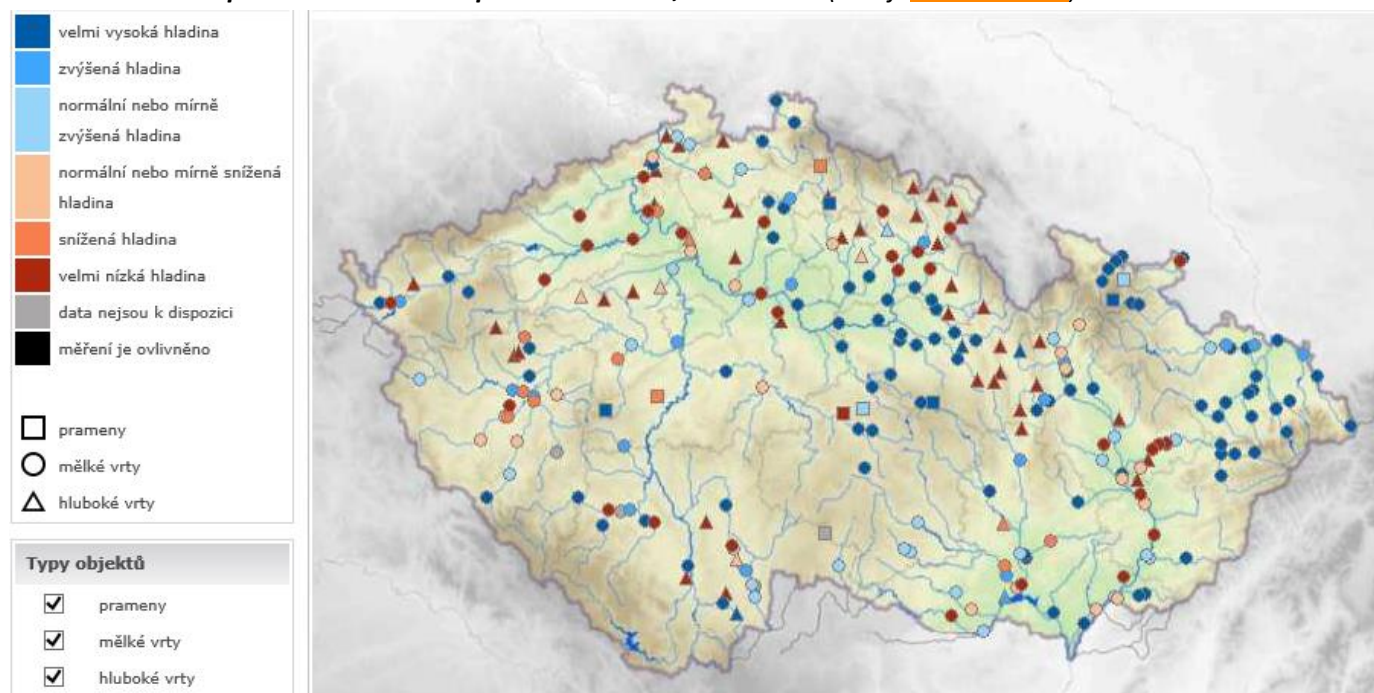 velmi vysoká hladina
zvýšená hladina
normální nebo mírně
zvýšená hladina
normální nebo mírně snížená
hladina
snížená hladina
velmi nízká hladina
data nejsou k dispozici
měření je ovlivněno
prameny
mělké vrty
hluboké vrty
Typy objektů
prameny
mělké vrty
hluboké vrty